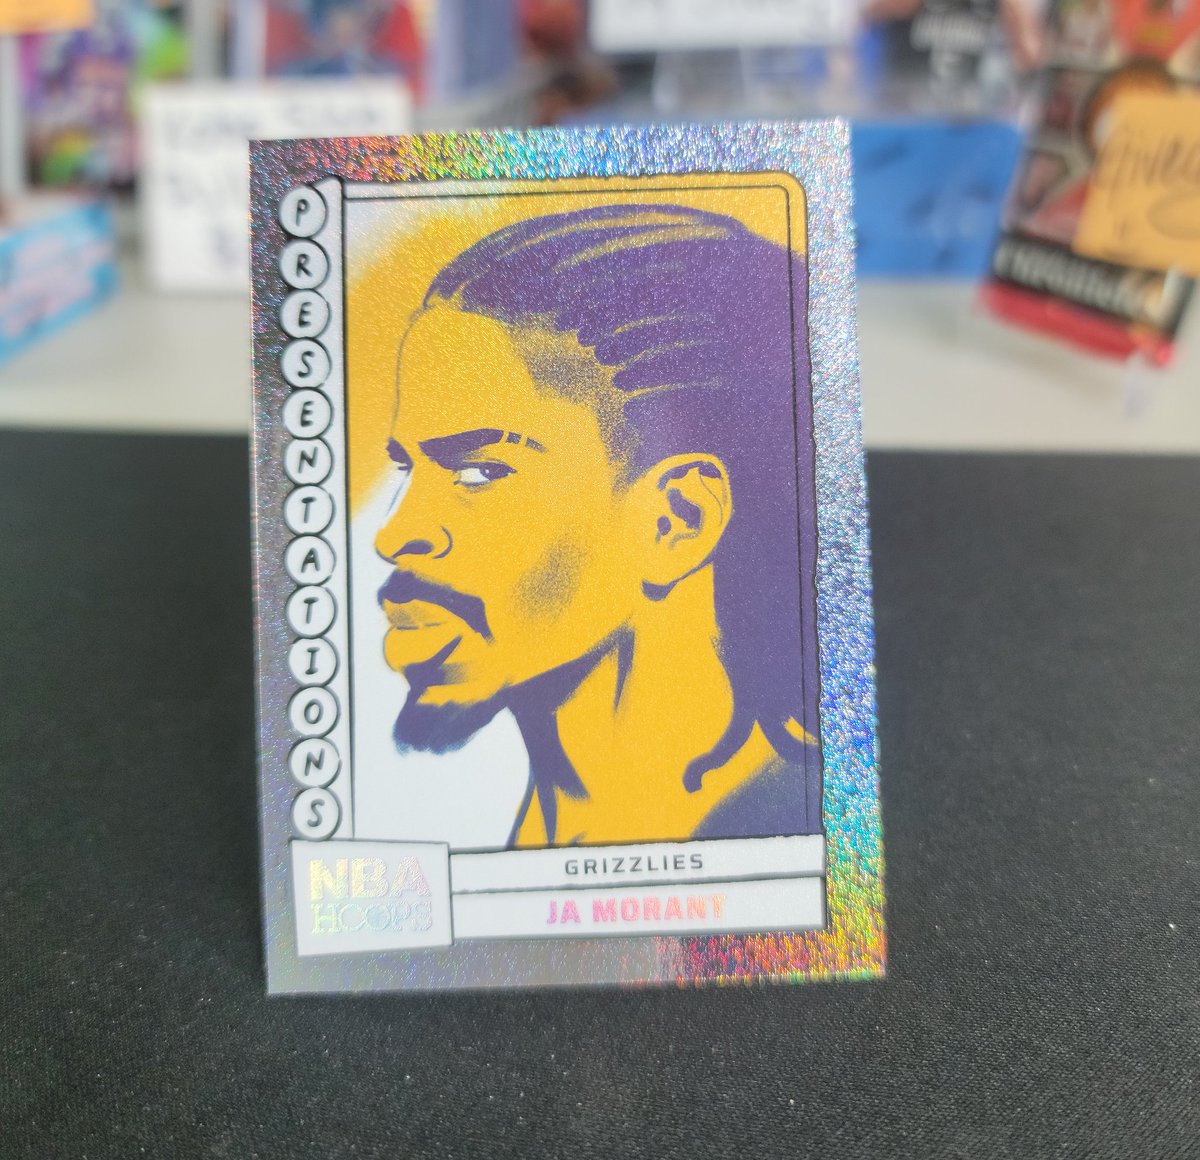 PRESENTATIONS
NBA
HOOPS
GRIZZLIES
JA MORANT